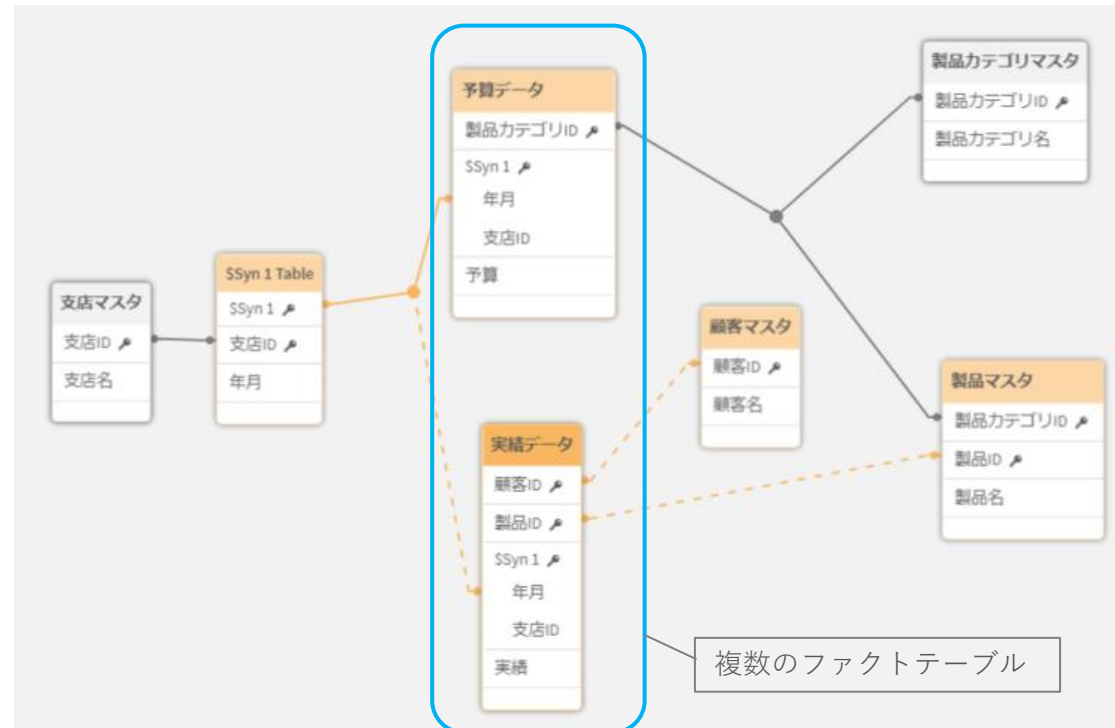 支店マスタ
支店ID
支店名
$Syn 1 Table
$Syn 1
支店ID
年月
予算データ
製品カテゴリID
$Syn 1
年月
支店ID
予算
実績データ
顧客ID
製品ID
$Syn 1
年月
支店ID
実績
顧客マスタ
顧客ID
顧客名
製品カテゴリマスタ
製品カテゴリID
製品カテゴリ名
製品マスタ
製品カテゴリID
製品ID
製品名
複数のファクトテーブル